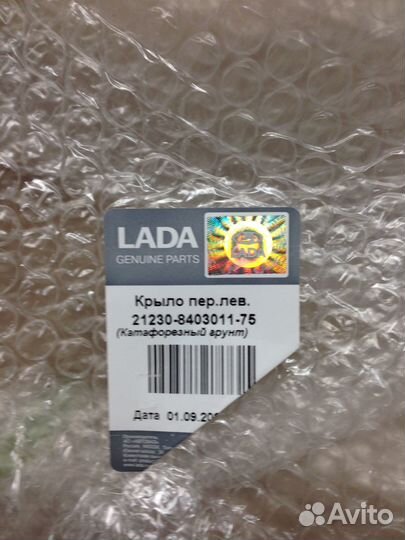 LADA
GENUINE PARTS
Крыло пер.лев.
21230-8403011-75
(Катафорезный грунт)
Дата 01.09.20
Avito